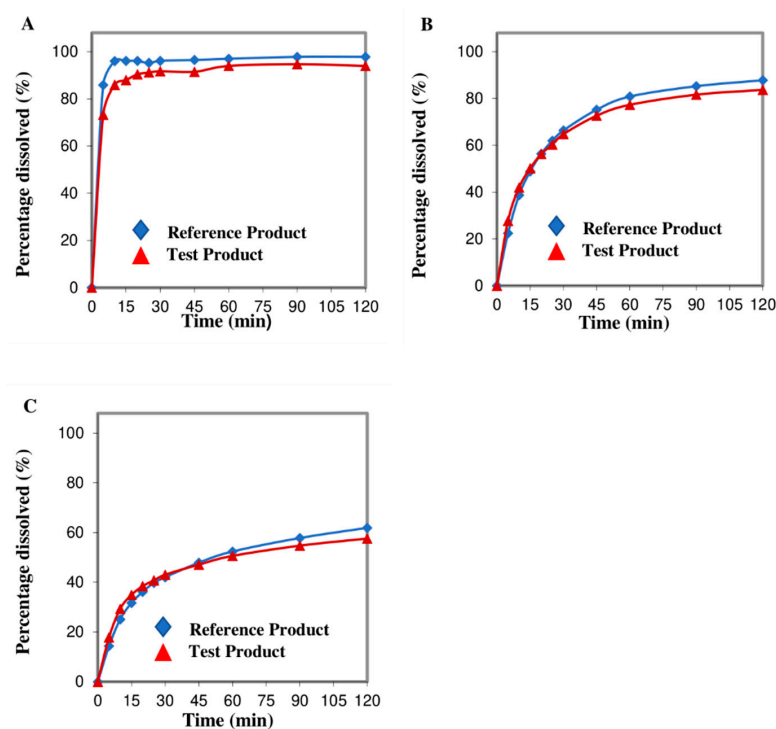 A
Percentage dissolved (%)
100
80
60
40
20
0
Reference Product
Test Product
0 15 30 45 60 75 90 105 120
Time (min)
B
Percentage dissolved (%)
100
80
60
40
20
0
Reference Product
Test Product
0 15 30 45 60 75 90 105 120
Time (min)
C
Percentage dissolved (%)
100
80
60
40
20
0
Reference Product
Test Product
0 15 30 45 60 75 90 105 120
Time (min)